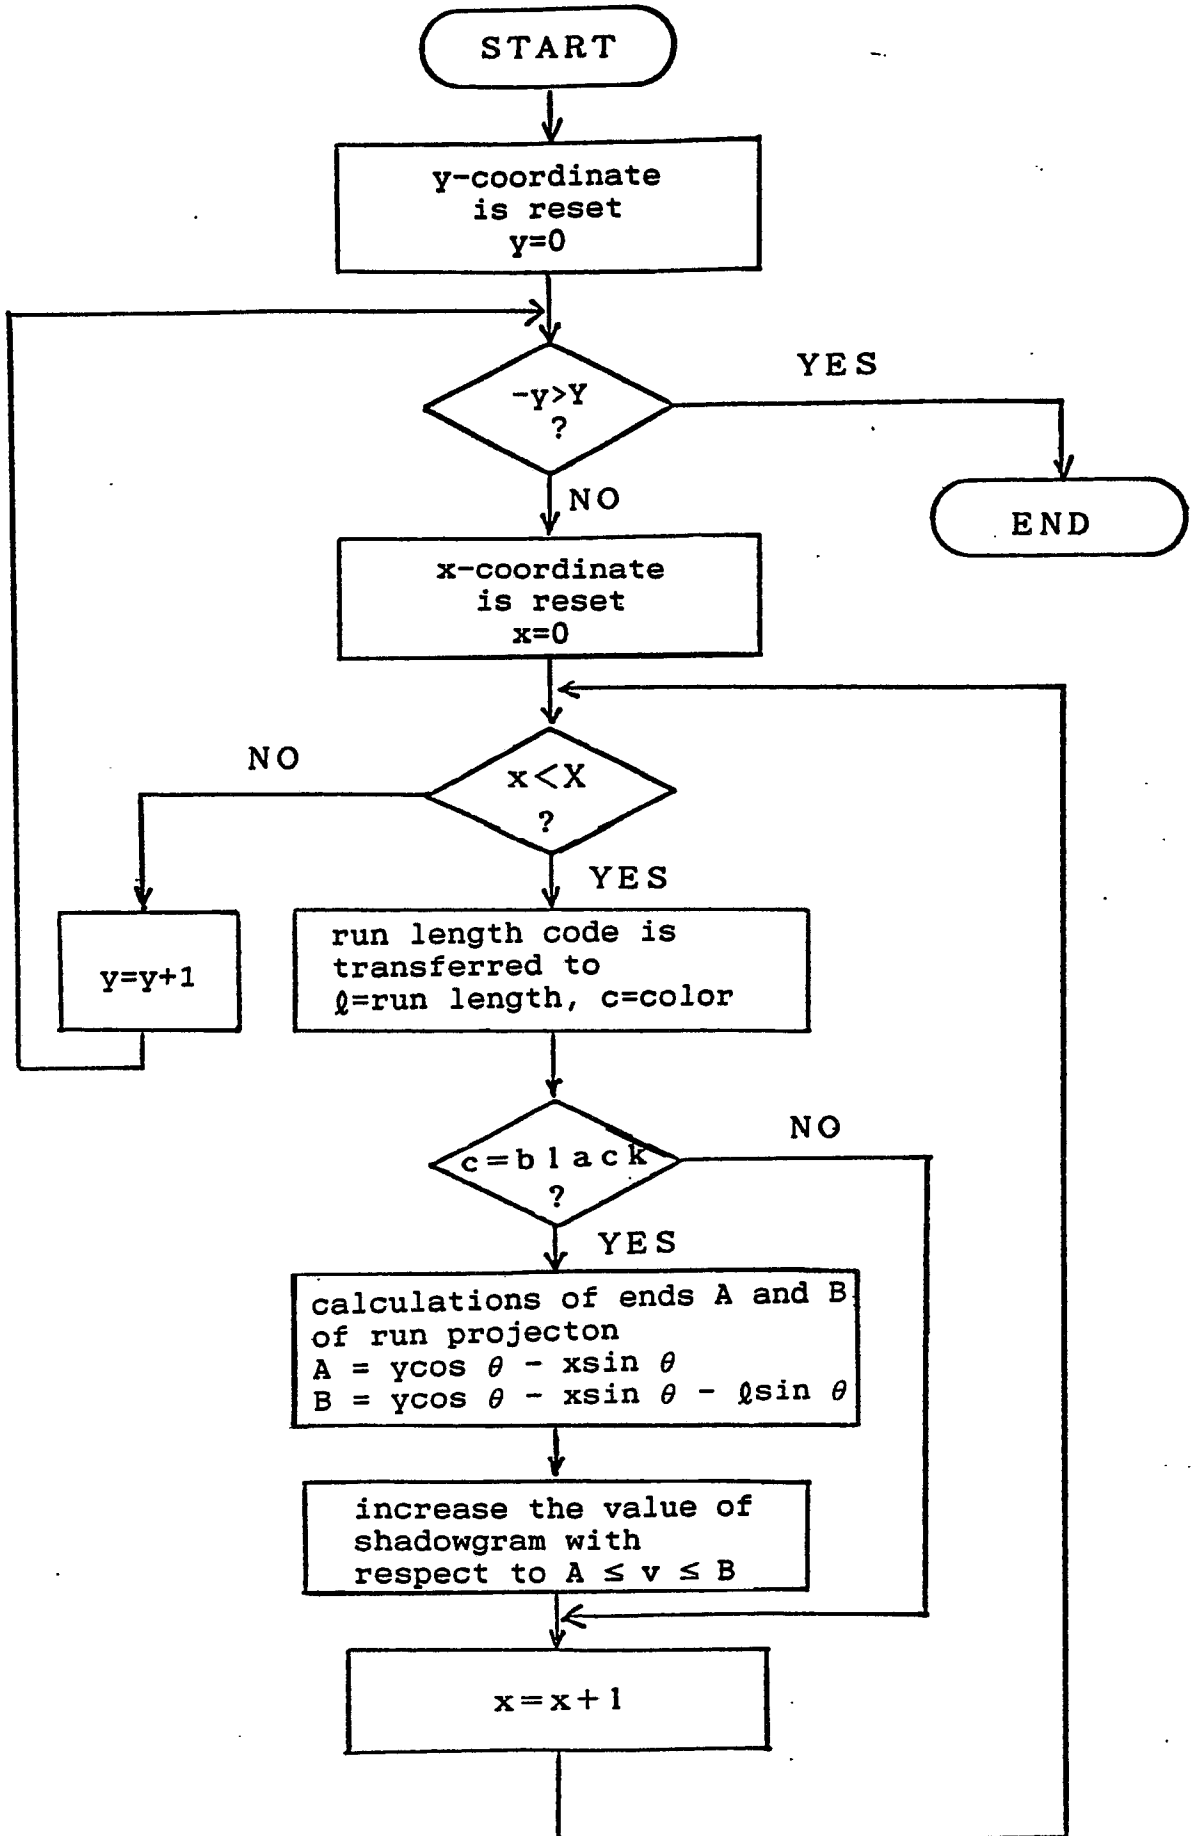 START
y-coordinate
is reset
y=0
-y>Y
?
YES
NO
END
x-coordinate
is reset
x=0
x<X
?
NO
YES
y=y+1
run length code is
transferred to
ℓ=run length, c=color
c=black
?
NO
YES
calculations of ends A and B
of run projecton
A = ycos θ - xsin θ
B = ycos θ - xsin θ - ℓsin θ
increase the value of
shadowgram with
respect to A ≤ v ≤ B
x=x+1